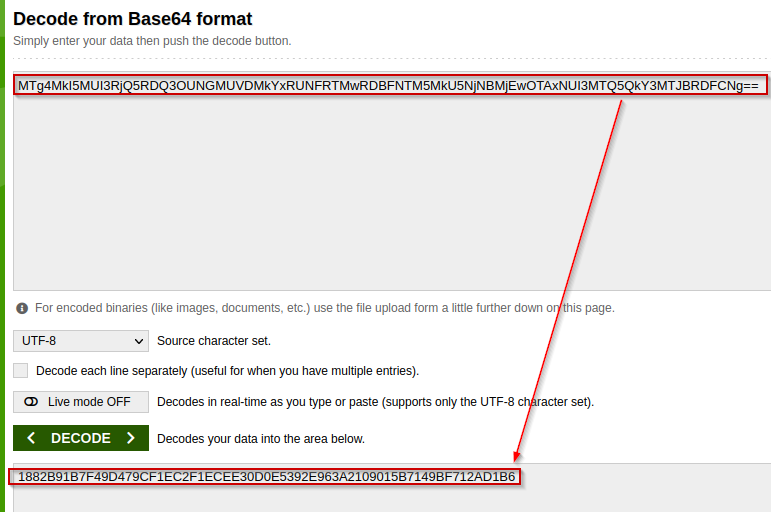 Decode from Base64 format
Simply enter your data then push the decode button.
MTg4MkI5MUI3RjQ5RDQ3OUNGMUVDMkYxRUNFRTMwRDBFNTM5MkU5NjNBMjEwOTAxNUI3MTQ5QkY3MTJBRDFCNg==
For encoded binaries (like images, documents, etc.) use the file upload form a little further down on this page.
UTF-8 Source character set.
Decode each line separately (useful for when you have multiple entries).
Live mode OFF Decodes in real-time as you type or paste (supports only the UTF-8 character set).
DECODE Decodes your data into the area below.
1882B91B7F49D479CF1EC2F1ECEE30D0E5392E963A2109015B7149BF712AD1B6